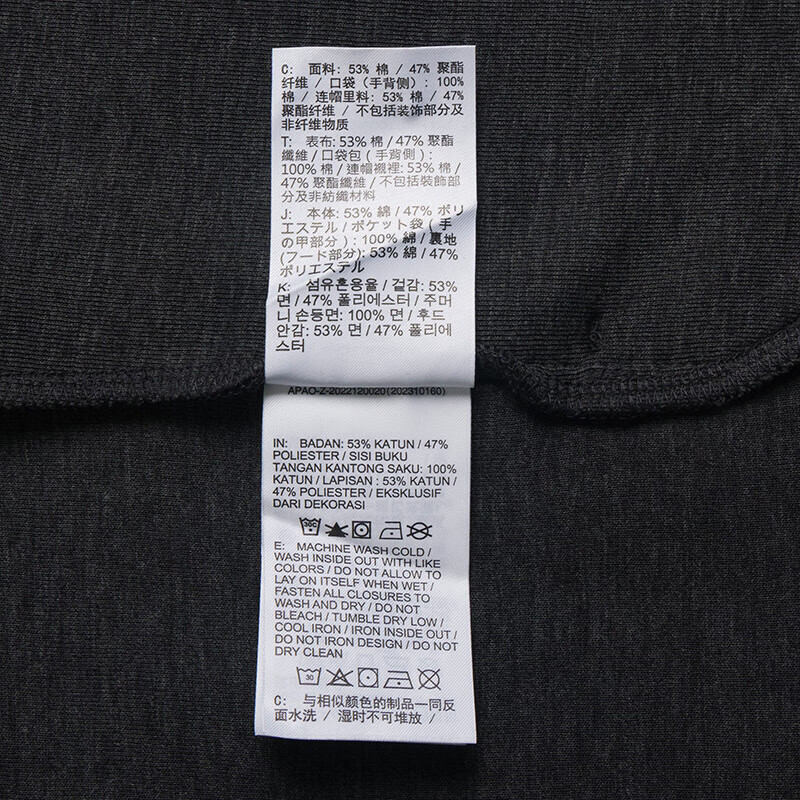 C: 面料: 53% 棉 / 47% 聚酯
纤维 / 口袋 (手背侧) : 100%
棉 / 连帽里料: 53% 棉 / 47%
聚酯纤维 / 不包括装饰部分及
非纤维物质
T: 表布: 53% 棉 / 47% 聚酯
纖維 / 口袋包 ( 手背側 ) :
100% 棉 / 連帽襯裡: 53% 棉 /
47% 聚酯纖維 / 不包括裝飾部
分及非紡織材料
J: 本体: 53% 綿 / 47% ポリ
エステル / ポケット袋 ( 手
の甲部分 ) : 100% 綿 / 裏地
(フード部分): 53% 綿 / 47%
ポリエステル
K: 섬유혼용율 / 겉감: 53%
면 / 47% 폴리에스터 / 주머
니 손등면: 100% 면 / 후드
안감: 53% 면 / 47% 폴리에
스터
APAO-Z-2022120020(202310160)
IN: BADAN: 53% KATUN / 47%
POLIESTER / SISI BUKU
TANGAN KANTONG SAKU: 100%
KATUN / LAPISAN : 53% KATUN /
47% POLIESTER / EKSKLUSIF
DARI DEKORASI
E: MACHINE WASH COLD /
WASH INSIDE OUT WITH LIKE
COLORS / DO NOT ALLOW TO
LAY ON ITSELF WHEN WET /
FASTEN ALL CLOSURES TO
WASH AND DRY / DO NOT
BLEACH / TUMBLE DRY LOW /
COOL IRON / IRON INSIDE OUT /
DO NOT IRON DESIGN / DO NOT
DRY CLEAN
30
C: 与相似颜色的制品一同反
面水洗 / 湿时不可堆放 /